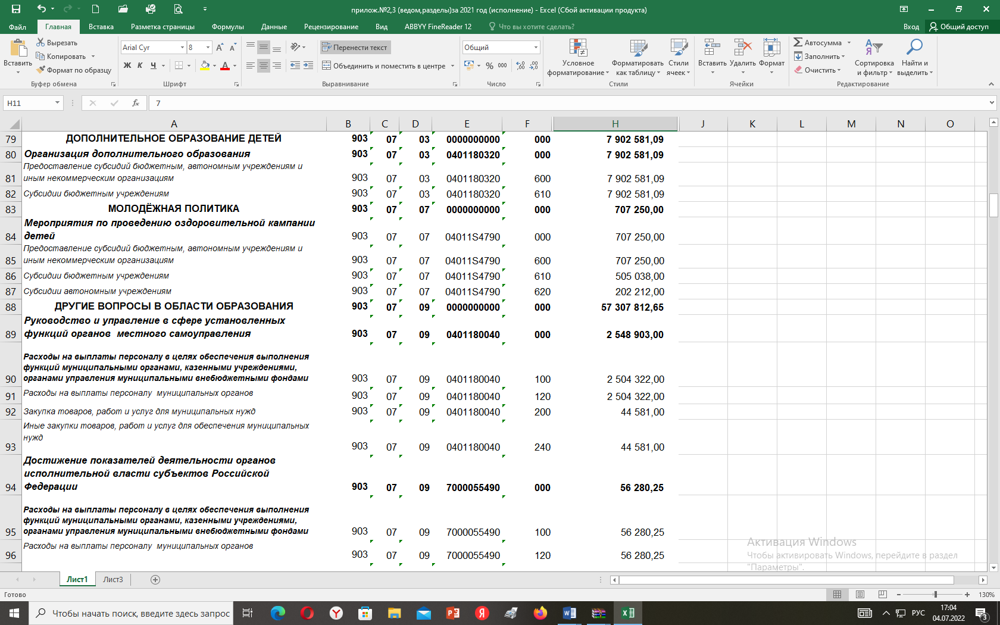 прилож.№2,3 (ведом,разделы)за 2021 год (исполнение) - Excel (Сбой активации продукта)
Файл Главная Вставка Разметка страницы Формулы Данные Рецензирование Вид ABBYY FineReader 12 Что вы хотите сделать? Вход Общий доступ
Вставить Вырезать Копировать Формат по образцу
Arial Cyr 8
Ж К Ч
Перенести текст
Объединить и поместить в центре
Общий
% 000
Условное форматирование Форматировать как таблицу Стили ячеек Вставить Удалить Формат
Автосумма Заполнить Очистить Сортировка и фильтр Найти и выделить
Буфер обмена Шрифт Выравнивание Число Стили Ячейки Редактирование
H11 fx 7
A B C D E F H J K L M N O
79 ДОПОЛНИТЕЛЬНОЕ ОБРАЗОВАНИЕ ДЕТЕЙ 903 07 03 0000000000 000 7 902 581,09
80 Организация дополнительного образования 903 07 03 0401180320 000 7 902 581,09
Предоставление субсидий бюджетным, автономным учреждениям и
81 иным некоммерческим организациям 903 07 03 0401180320 600 7 902 581,09
82 Субсидии бюджетным учреждениям 903 07 03 0401180320 610 7 902 581,09
83 МОЛОДЁЖНАЯ ПОЛИТИКА 903 07 07 0000000000 000 707 250,00
Мероприятия по проведению оздоровительной кампании
84 детей 903 07 07 04011S4790 000 707 250,00
Предоставление субсидий бюджетным, автономным учреждениям и
85 иным некоммерческим организациям 903 07 07 04011S4790 600 707 250,00
86 Субсидии бюджетным учреждениям 903 07 07 04011S4790 610 505 038,00
87 Субсидии автономным учреждениям 903 07 07 04011S4790 620 202 212,00
88 ДРУГИЕ ВОПРОСЫ В ОБЛАСТИ ОБРАЗОВАНИЯ 903 07 09 0000000000 000 57 307 812,65
Руководство и управление в сфере установленных
89 функций органов местного самоуправления 903 07 09 0401180040 000 2 548 903,00
Расходы на выплаты персоналу в целях обеспечения выполнения
функций муниципальными органами, казенными учреждениями,
90 органами управления муниципальными внебюджетными фондами 903 07 09 0401180040 100 2 504 322,00
91 Расходы на выплаты персоналу муниципальных органов 903 07 09 0401180040 120 2 504 322,00
92 Закупка товаров, работ и услуг для муниципальных нужд 903 07 09 0401180040 200 44 581,00
Иные закупки товаров, работ и услуг для обеспечения муниципальных
нужд
93 903 07 09 0401180040 240 44 581,00
Достижение показателей деятельности органов
исполнительной власти субъектов Российской
94 Федерации 903 07 09 7000055490 000 56 280,25
Расходы на выплаты персоналу в целях обеспечения выполнения
функций муниципальными органами, казенными учреждениями,
95 органами управления муниципальными внебюджетными фондами 903 07 09 7000055490 100 56 280,25
Расходы на выплаты персоналу муниципальных органов
96 903 07 09 7000055490 120 56 280,25
Активация Windows
Чтобы активировать Windows, перейдите в раздел
"Параметры".
Лист1 Лист3
Готово 130%
Чтобы начать поиск, введите здесь запрос
РУС 17:04
04.07.2022
3